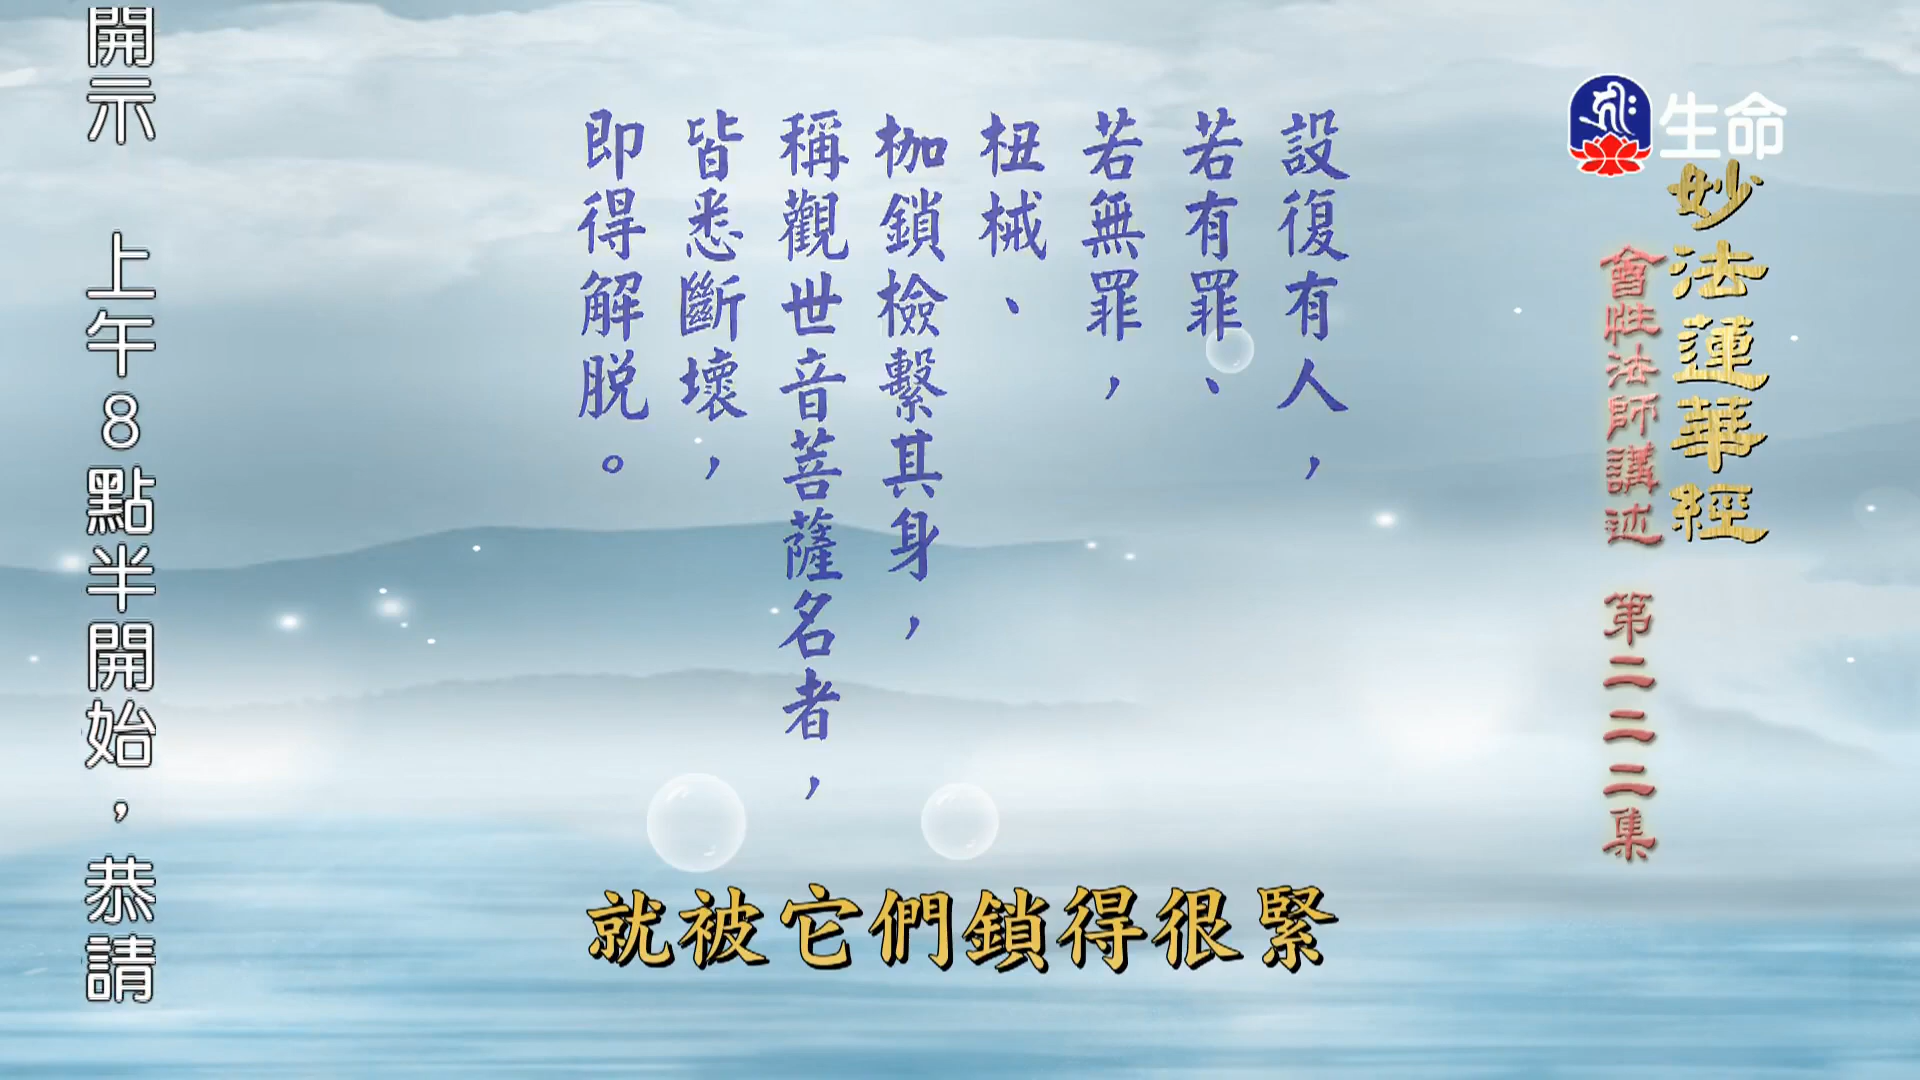 生命
妙法蓮華經
會性法師講述 第二二二集
設復有人，
若有罪、
若無罪，
杻械、
枷鎖檢繫其身，
稱觀世音菩薩名者，
皆悉斷壞，
即得解脫。
就被它們鎖得很緊
開示 上午8點半開始，恭請